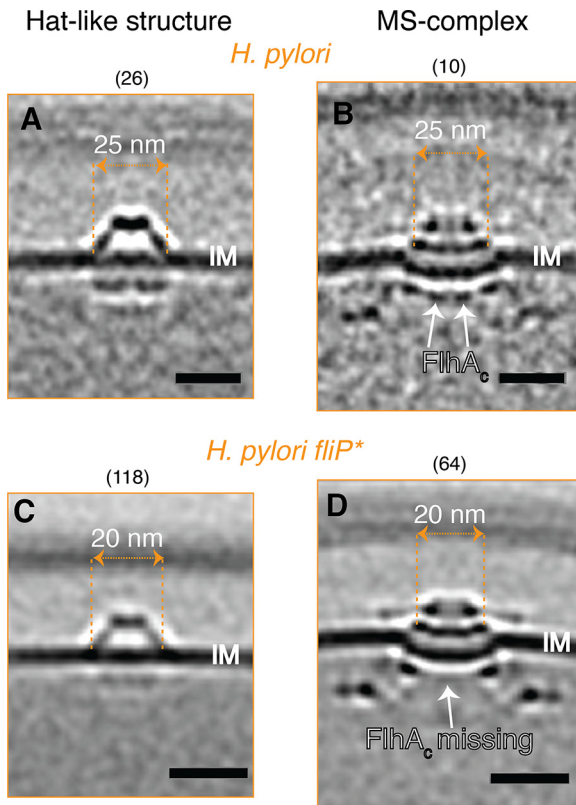 Hat-like structure
MS-complex
H. pylori
(26)
(10)
A
25 nm
IM
B
25 nm
IM
FlhAc
H. pylori fliP*
(118)
(64)
C
20 nm
IM
D
20 nm
IM
FlhAc missing